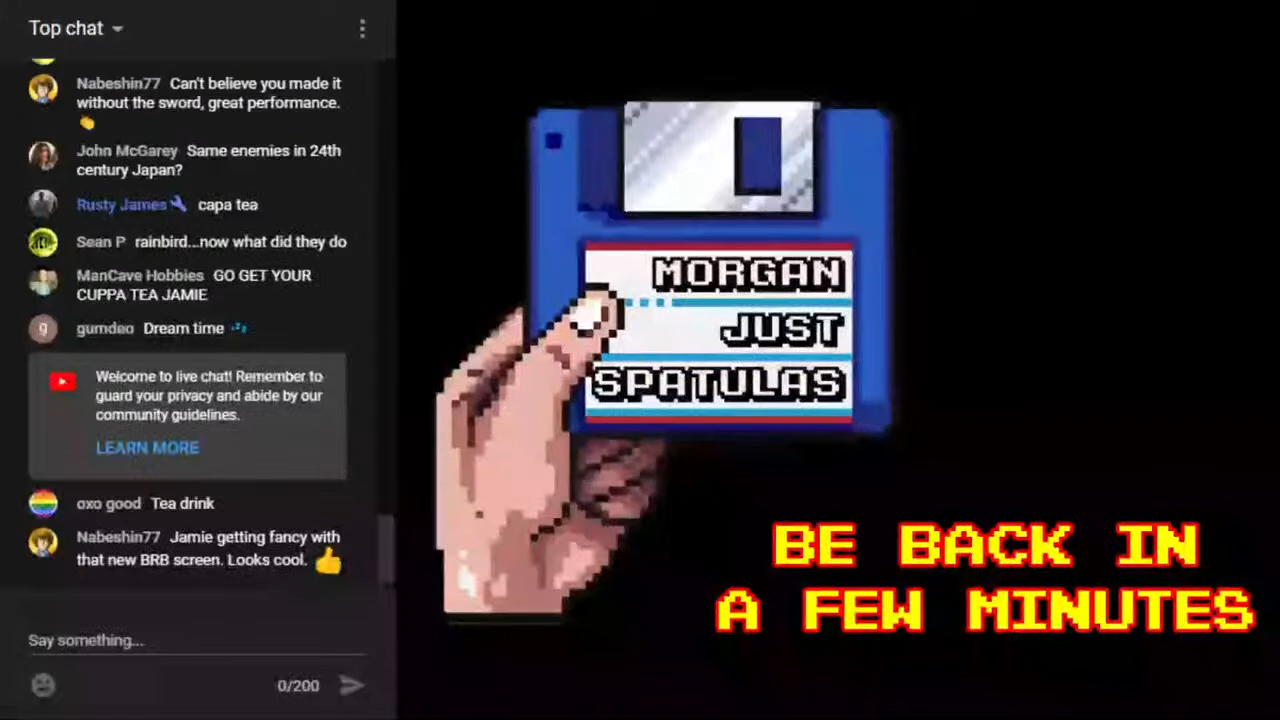 Top chat
Nabeshin77 Can't believe you made it
without the sword, great performance.
John McGarey Same enemies in 24th
century Japan?
Rusty James capa tea
Sean P rainbird...now what did they do
ManCave Hobbies GO GET YOUR
CUPPA TEA JAMIE
g gumdeo Dream time
Welcome to live chat! Remember to
guard your privacy and abide by our
community guidelines.
LEARN MORE
oxo good Tea drink
Nabeshin77 Jamie getting fancy with
that new BRB screen. Looks cool.
Say something...
0/200
MORGAN
JUST
SPATULAS
BE BACK IN
A FEW MINUTES